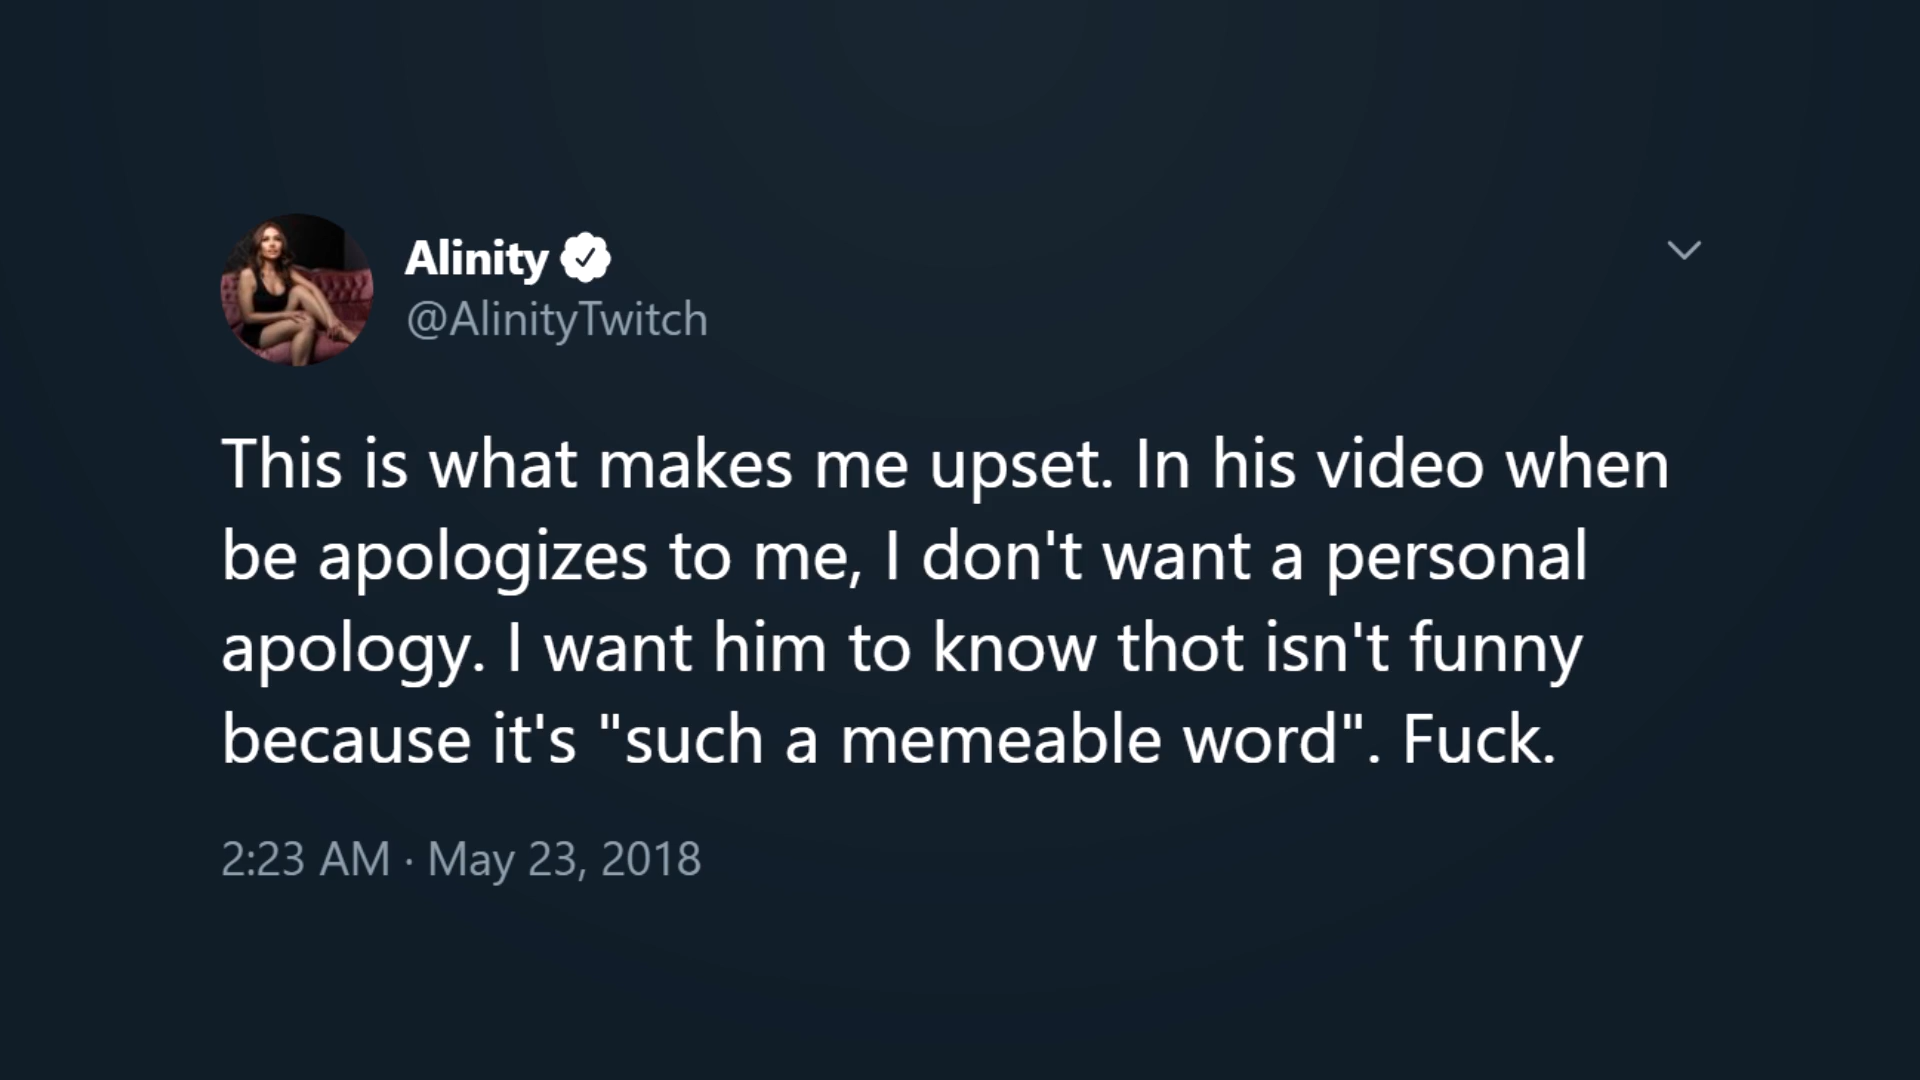 Alinity
@AlinityTwitch
This is what makes me upset. In his video when
be apologizes to me, I don't want a personal
apology. I want him to know thot isn't funny
because it's "such a memeable word". Fuck.
2:23 AM · May 23, 2018